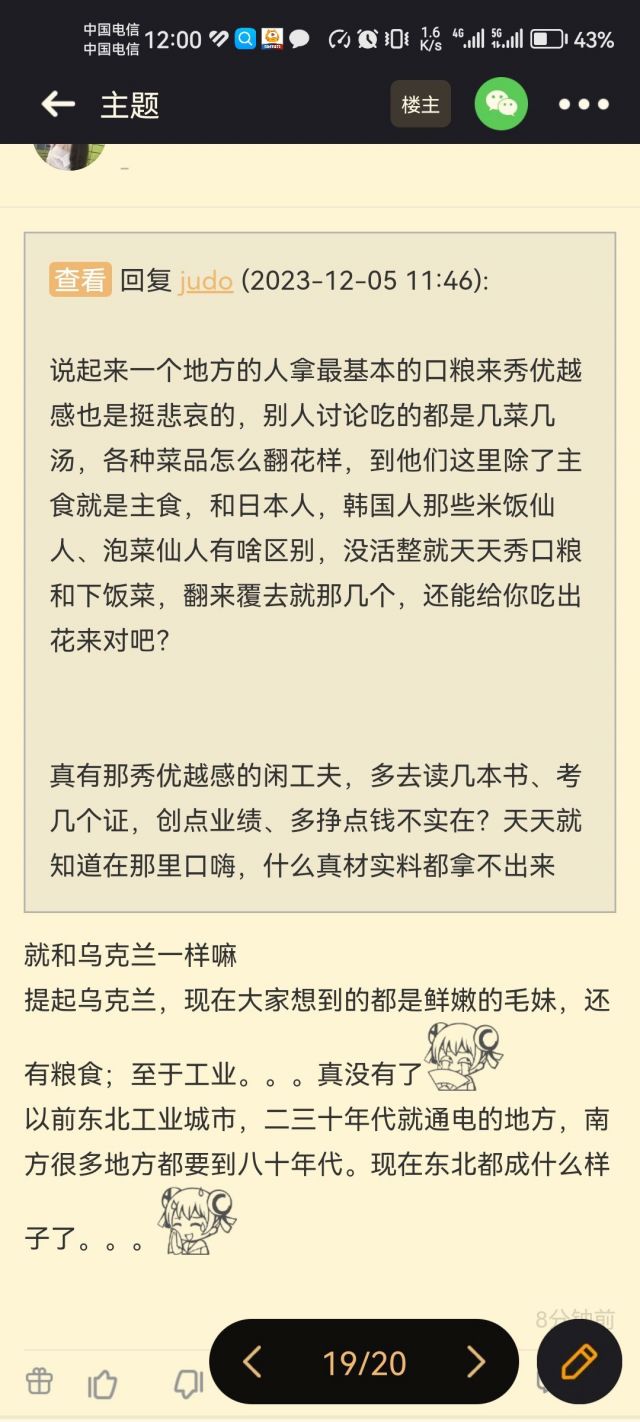 中国电信
中国电信
12:00
1.6
K/s
4G
5G
43%
主题
楼主
查看 回复 judo (2023-12-05 11:46):
说起来一个地方的人拿最基本的口粮来秀优越
感也是挺悲哀的，别人讨论吃的都是几菜几
汤，各种菜品怎么翻花样，到他们这里除了主
食就是主食，和日本人，韩国人那些米饭仙
人、泡菜仙人有啥区别，没活整就天天秀口粮
和下饭菜，翻来覆去就那几个，还能给你吃出
花来对吧？
真有那秀优越感的闲工夫，多去读几本书、考
几个证，创点业绩、多挣点钱不实在？天天就
知道在那里口嗨，什么真材实料都拿不出来
就和乌克兰一样嘛
提起乌克兰，现在大家想到的都是鲜嫩的毛妹，还
有粮食；至于工业。。。真没有了
以前东北工业城市，二三十年代就通电的地方，南
方很多地方都要到八十年代。现在东北都成什么样
子了。。。
8分钟前
19/20